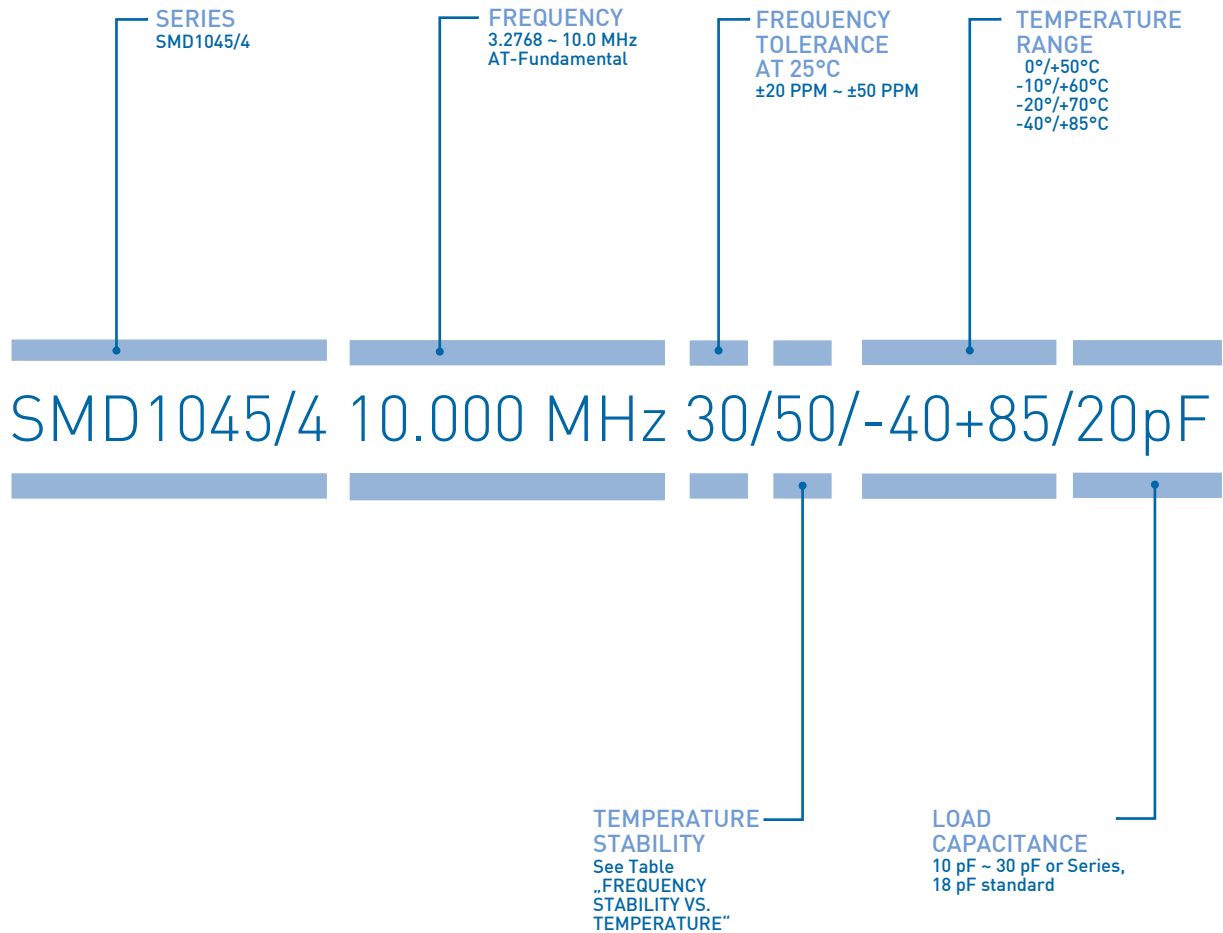 SERIES
SMD1045/4
FREQUENCY
3.2768 ~ 10.0 MHz
AT-Fundamental
FREQUENCY
TOLERANCE
AT 25°C
±20 PPM ~ ±50 PPM
TEMPERATURE
RANGE
0°/+50°C
-10°/+60°C
-20°/+70°C
-40°/+85°C
SMD1045/4 10.000 MHz 30/50/-40+85/20pF
TEMPERATURE
STABILITY
See Table
„FREQUENCY
STABILITY VS.
TEMPERATURE“
LOAD
CAPACITANCE
10 pF ~ 30 pF or Series,
18 pF standard